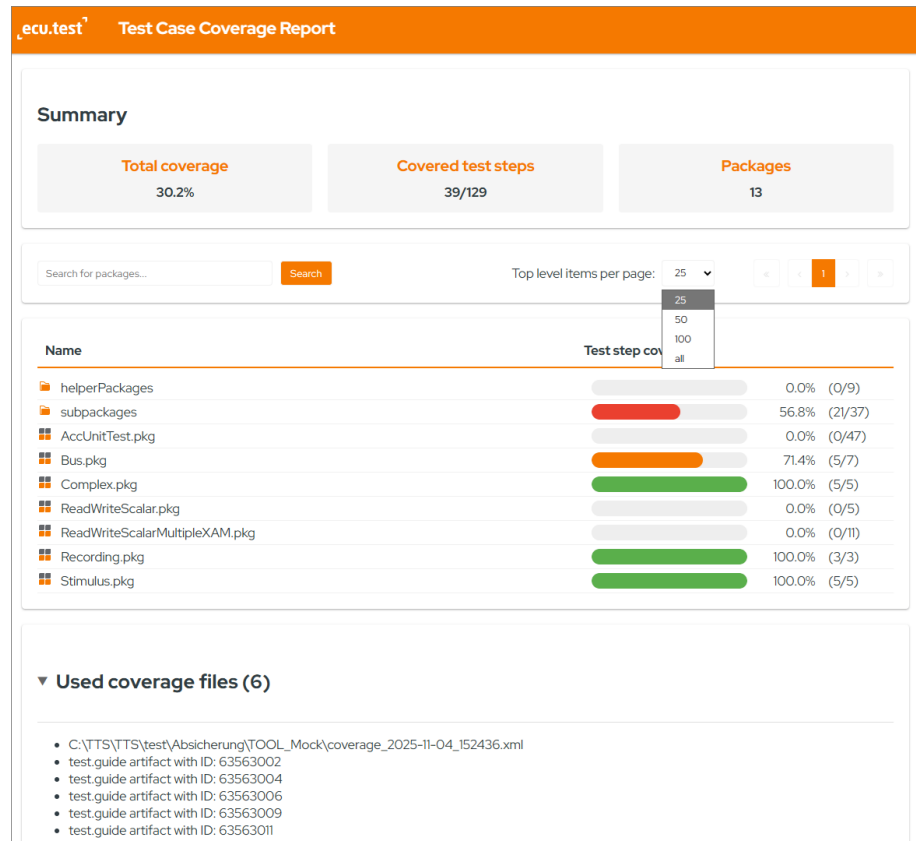 ecu.test Test Case Coverage Report
Summary
Total coverage Covered test steps Packages
30.2% 39/129 13
Search for packages... Search Top level items per page: 25 « ‹ 1 › »
25
50
100
all
Name Test step cov
helperPackages 0.0% (0/9)
subpackages 56.8% (21/37)
AccUnitTest.pkg 0.0% (0/47)
Bus.pkg 71.4% (5/7)
Complex.pkg 100.0% (5/5)
ReadWriteScalar.pkg 0.0% (0/5)
ReadWriteScalarMultipleXAM.pkg 0.0% (0/11)
Recording.pkg 100.0% (3/3)
Stimulus.pkg 100.0% (5/5)
▼ Used coverage files (6)
• C:\TTS\TTS\test\Absicherung\TOOL_Mock\coverage_2025-11-04_152436.xml
• test.guide artifact with ID: 63563002
• test.guide artifact with ID: 63563004
• test.guide artifact with ID: 63563006
• test.guide artifact with ID: 63563009
• test.guide artifact with ID: 63563011